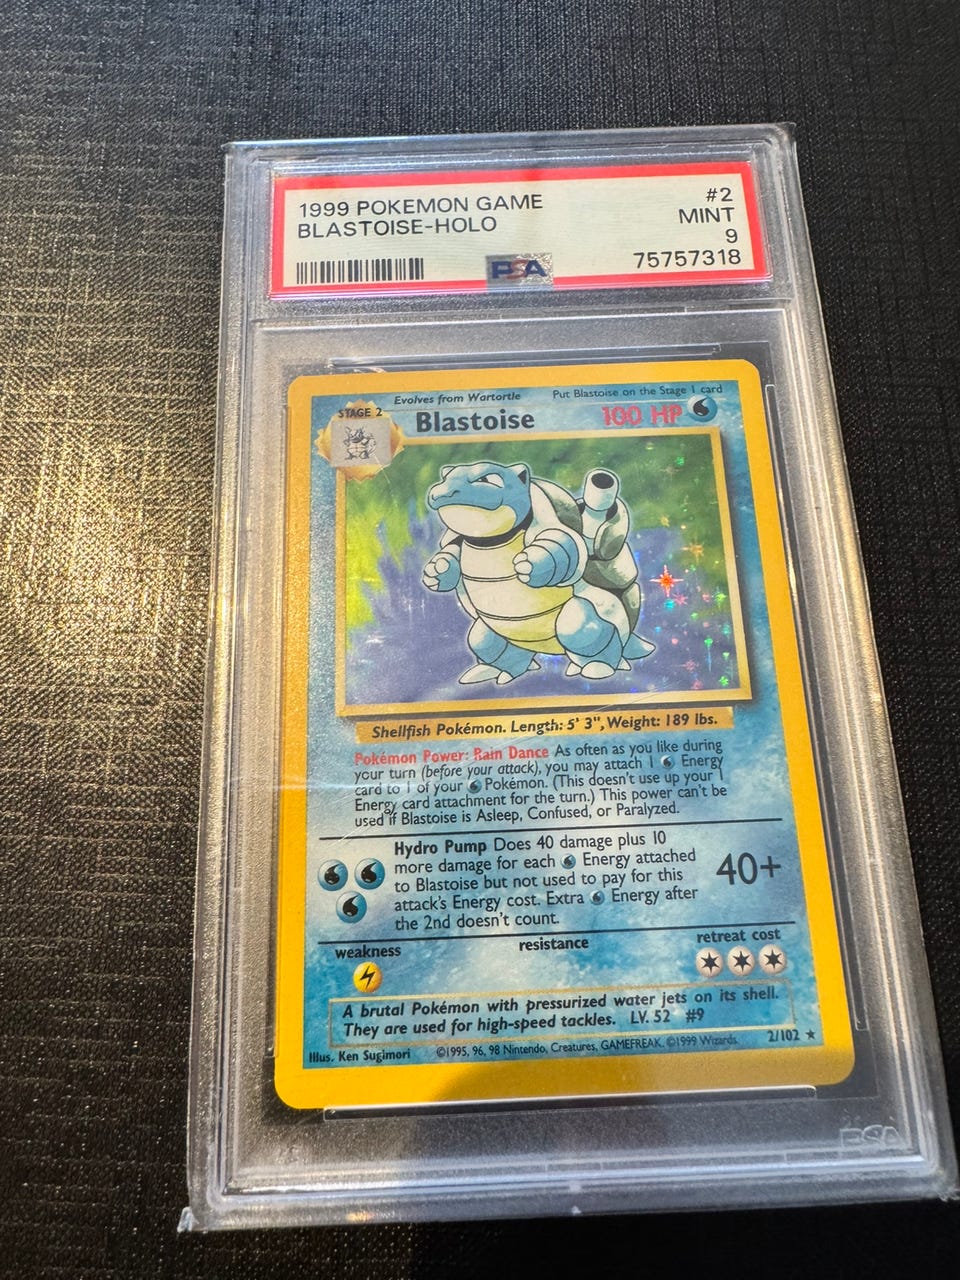 1999 POKEMON GAME #2
BLASTOISE-HOLO MINT
9
PSA 75757318
Evolves from Wartortle Put Blastoise on the Stage 1 card
STAGE 2 Blastoise 100 HP
Shellfish Pokémon. Length: 5' 3", Weight: 189 lbs.
Pokémon Power: Rain Dance As often as you like during
your turn (before your attack), you may attach 1 Energy
card to 1 of your Pokémon. (This doesn't use up your 1
Energy card attachment for the turn.) This power can't be
used if Blastoise is Asleep, Confused, or Paralyzed.
Hydro Pump Does 40 damage plus 10
more damage for each Energy attached
to Blastoise but not used to pay for this
attack's Energy cost. Extra Energy after
the 2nd doesn't count.
40+
weakness resistance retreat cost
A brutal Pokémon with pressurized water jets on its shell.
They are used for high-speed tackles. LV. 52 #9
Illus. Ken Sugimori ©1995, 96, 98 Nintendo, Creatures, GAMEFREAK. ©1999 Wizards. 2/102 ★
PSA